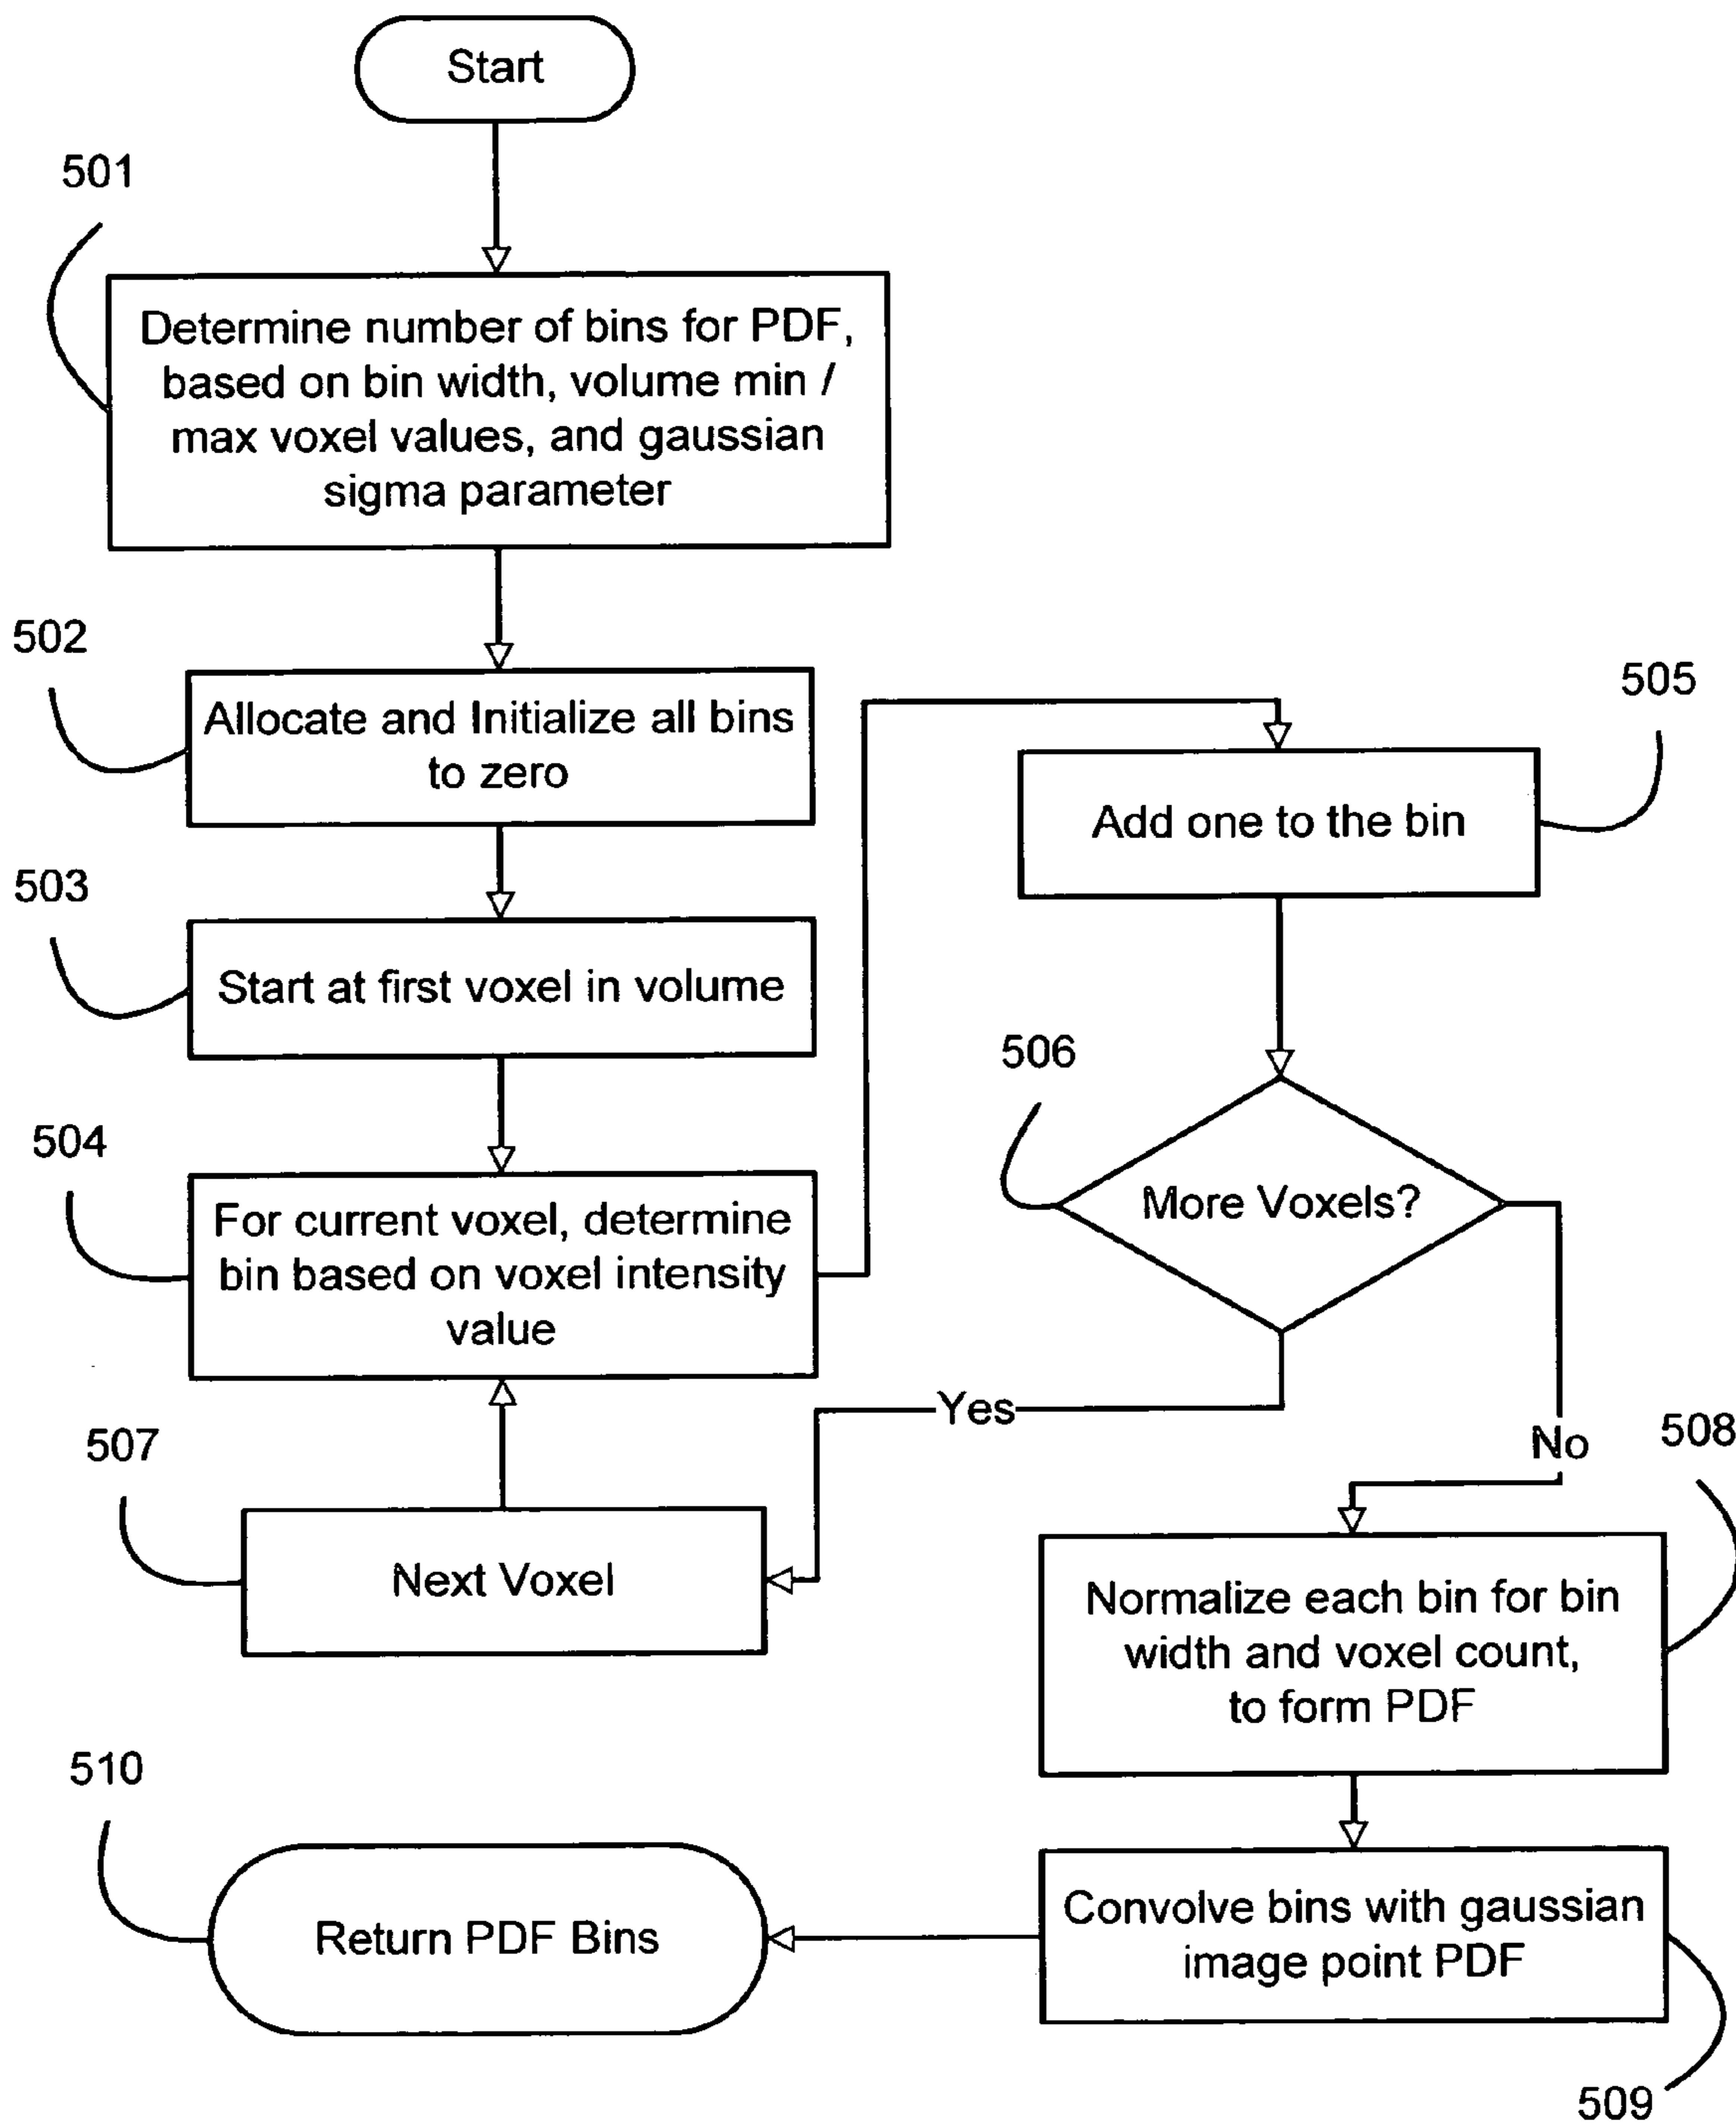 Start
501
Determine number of bins for PDF,
based on bin width, volume min /
max voxel values, and gaussian
sigma parameter
502
Allocate and Initialize all bins
to zero
503
Start at first voxel in volume
504
For current voxel, determine
bin based on voxel intensity
value
505
Add one to the bin
506
More Voxels?
Yes
No
507
Next Voxel
508
Normalize each bin for bin
width and voxel count,
to form PDF
509
Convolve bins with gaussian
image point PDF
510
Return PDF Bins